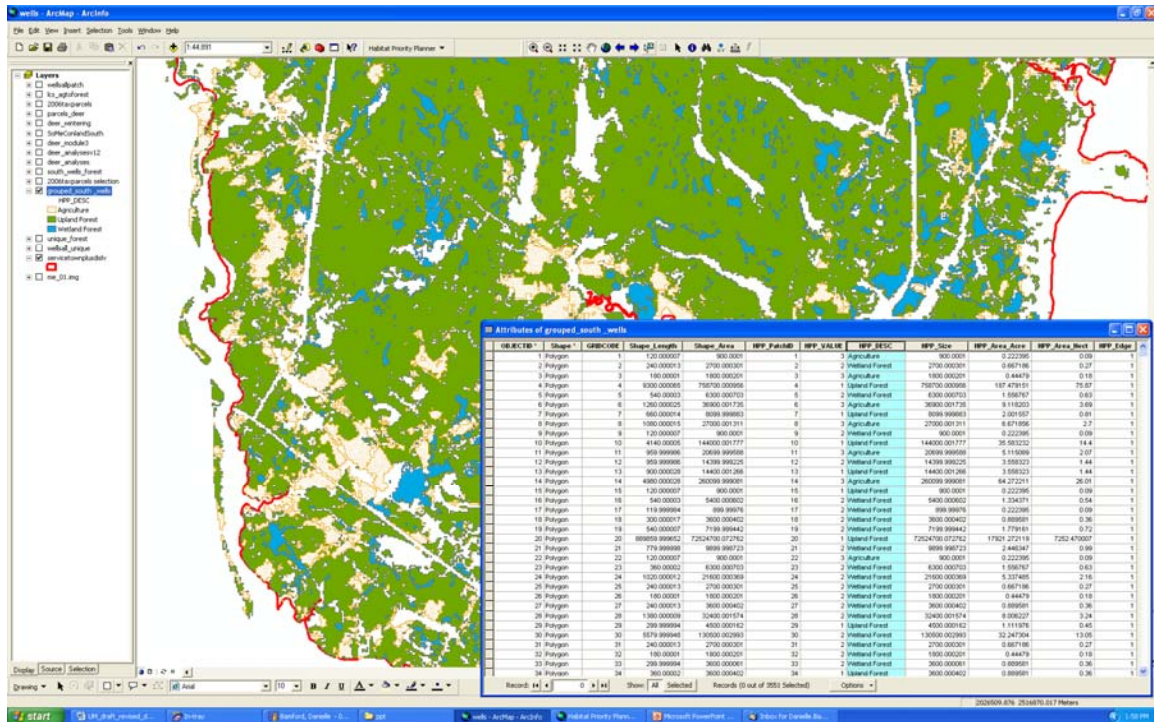 wells - ArcMap - ArcInfo
File Edit View Insert Selection Tools Window Help
1:44,891
Habitat Priority Planner
Layers
wellsallpatch
lcs_agtoforest
2006taxparcels
parcels_deer
deer_wintering
SoMeConlandSouth
deer_module3
deer_analysesv12
deer_analyses
south_wells_forest
2006taxparcels selection
grouped_south _wells
HPP_DESC
Agriculture
Upland Forest
Wetland Forest
unique_forest
wellsall_unique
servicetownplusdslv
me_01.img
Attributes of grouped_south _wells
OBJECTID * Shape * GRIDCODE Shape_Length Shape_Area HPP_PatchID HPP_VALUE HPP_DESC HPP_Size HPP_Area_Acre HPP_Area_Hect HPP_Edge
1 Polygon 1 120.000007 900.0001 1 3 Agriculture 900.0001 0.222395 0.09 1
2 Polygon 2 240.000013 2700.000301 2 2 Wetland Forest 2700.000301 0.667186 0.27 1
3 Polygon 3 180.00001 1800.000201 3 3 Agriculture 1800.000201 0.44479 0.18 1
4 Polygon 4 9300.000065 758700.000958 4 1 Upland Forest 758700.000958 187.479151 75.87 1
5 Polygon 5 540.00003 6300.000703 5 2 Wetland Forest 6300.000703 1.556767 0.63 1
6 Polygon 6 1260.000025 36900.001735 6 3 Agriculture 36900.001735 9.118203 3.69 1
7 Polygon 7 660.000014 8099.999883 7 1 Upland Forest 8099.999883 2.001557 0.81 1
8 Polygon 8 1080.000015 27000.001311 8 3 Agriculture 27000.001311 6.671856 2.7 1
9 Polygon 9 120.000007 900.0001 9 2 Wetland Forest 900.0001 0.222395 0.09 1
10 Polygon 10 4140.00005 144000.001777 10 1 Upland Forest 144000.001777 35.583232 14.4 1
11 Polygon 11 959.999986 20699.999588 11 3 Agriculture 20699.999588 5.115089 2.07 1
12 Polygon 12 959.999986 14399.999225 12 2 Wetland Forest 14399.999225 3.558323 1.44 1
13 Polygon 13 900.000028 14400.001266 13 1 Upland Forest 14400.001266 3.558323 1.44 1
14 Polygon 14 4980.000028 260099.999081 14 3 Agriculture 260099.999081 64.272211 26.01 1
15 Polygon 15 120.000007 900.0001 15 1 Upland Forest 900.0001 0.222395 0.09 1
16 Polygon 16 540.00003 5400.000602 16 2 Wetland Forest 5400.000602 1.334371 0.54 1
17 Polygon 17 119.999994 899.99976 17 2 Wetland Forest 899.99976 0.222395 0.09 1
18 Polygon 18 300.000017 3600.000402 18 2 Wetland Forest 3600.000402 0.889581 0.36 1
19 Polygon 19 540.000007 7199.999442 19 2 Wetland Forest 7199.999442 1.779161 0.72 1
20 Polygon 20 889859.999652 72524700.072762 20 1 Upland Forest 72524700.072762 17921.272119 7252.470007 1
21 Polygon 21 779.999998 9899.998723 21 2 Wetland Forest 9899.998723 2.446347 0.99 1
22 Polygon 22 120.000007 900.0001 22 3 Agriculture 900.0001 0.222395 0.09 1
23 Polygon 23 360.00002 6300.000703 23 2 Wetland Forest 6300.000703 1.556767 0.63 1
24 Polygon 24 1020.000012 21600.000369 24 2 Wetland Forest 21600.000369 5.337485 2.16 1
25 Polygon 25 240.000013 2700.000301 25 2 Wetland Forest 2700.000301 0.667186 0.27 1
26 Polygon 26 180.00001 1800.000201 26 2 Wetland Forest 1800.000201 0.44479 0.18 1
27 Polygon 27 240.000013 3600.000402 27 2 Wetland Forest 3600.000402 0.889581 0.36 1
28 Polygon 28 1380.000009 32400.001574 28 2 Wetland Forest 32400.001574 8.006227 3.24 1
29 Polygon 29 299.999994 4500.000162 29 1 Upland Forest 4500.000162 1.111976 0.45 1
30 Polygon 30 5579.999946 130500.002993 30 2 Wetland Forest 130500.002993 32.247304 13.05 1
31 Polygon 31 240.000013 2700.000301 31 2 Wetland Forest 2700.000301 0.667186 0.27 1
32 Polygon 32 180.00001 1800.000201 32 2 Wetland Forest 1800.000201 0.44479 0.18 1
33 Polygon 33 299.999994 3600.000061 33 2 Wetland Forest 3600.000061 0.889581 0.36 1
34 Polygon 34 360.00002 3600.000402 34 2 Wetland Forest 3600.000402 0.889581 0.36 1
Record: 0 Show: All Selected Records (0 out of 3551 Selected) Options
Display Source Selection
Drawing Arial 10 B I U A
2026509.876 2516870.017 Meters
start UM_draft_revised_d... Inv-tray Bamford, Danielle - O... ppt wells - ArcMap - ArcInfo Habitat Priority Plann... Microsoft PowerPoint ... Inbox for Danielle Ba... 1:50 PM